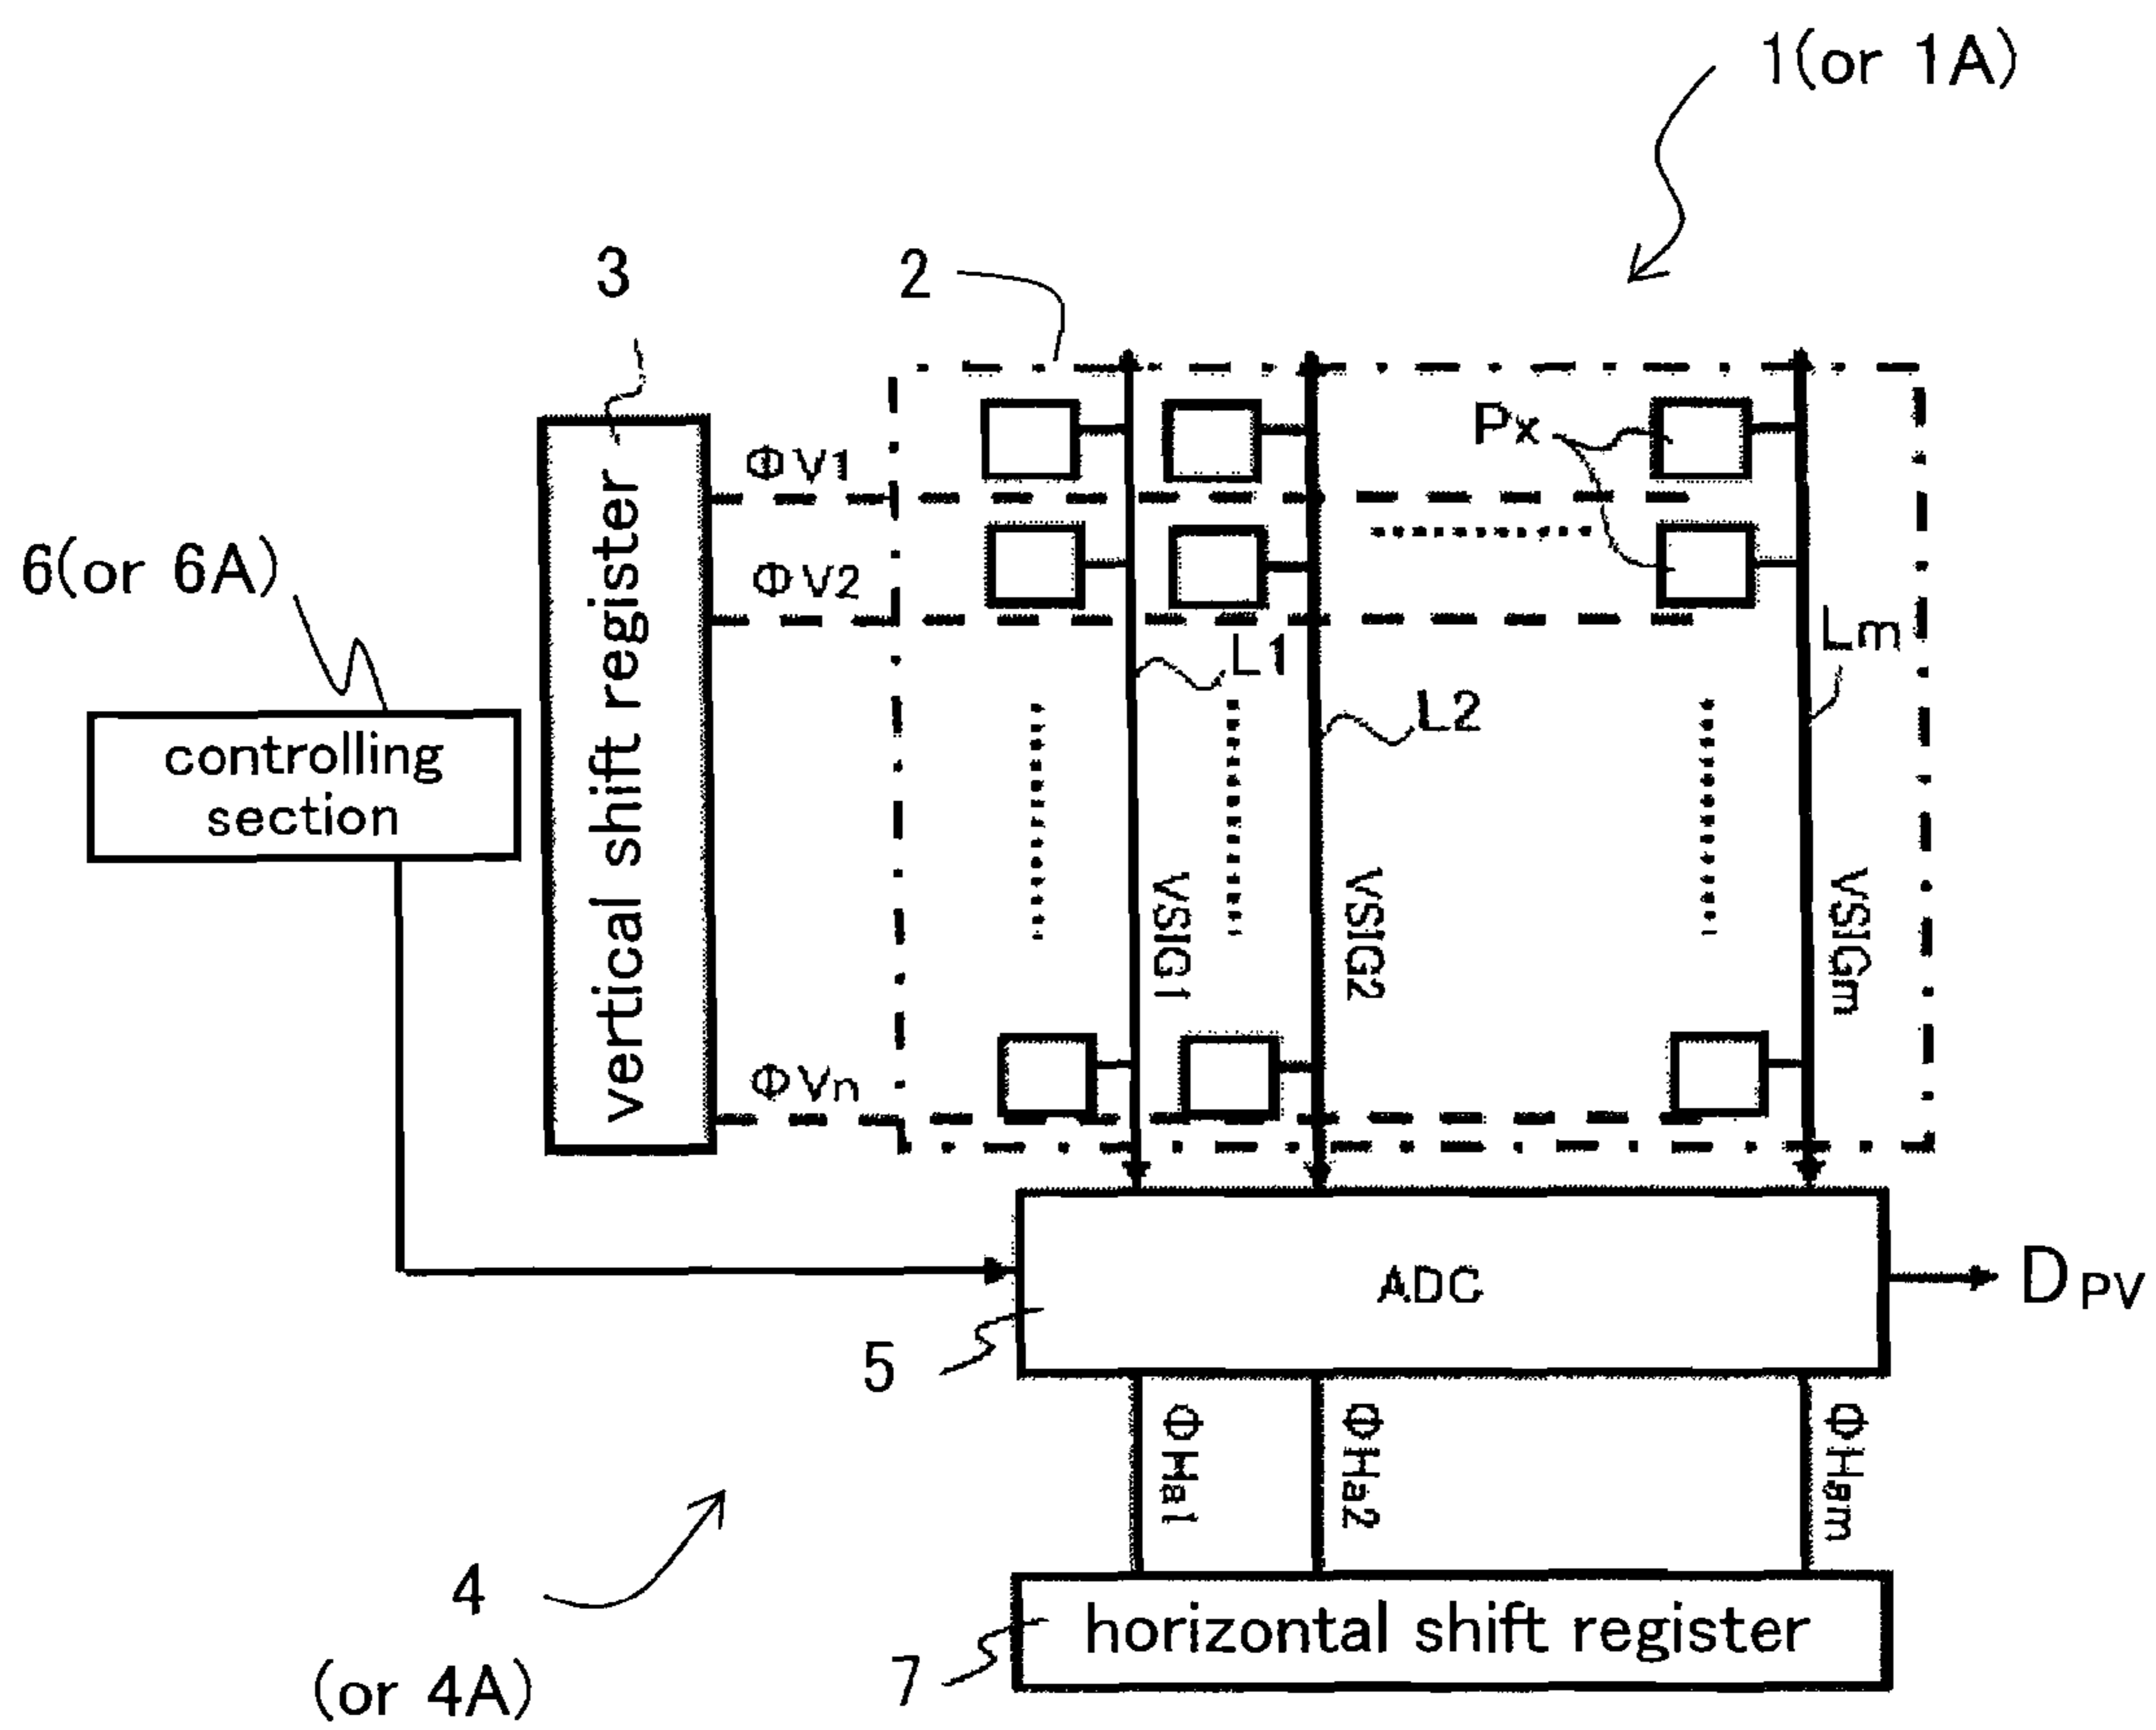 1(or 1A)
3
2
Px
ΦV1
6(or 6A)
ΦV2
vertical shift register
L1
Lm
L2
controlling
section
VSIG1
VSIG2
VSIGm
ΦVn
ADC
DPV
5
ΦHa1
ΦHa2
ΦHam
4
(or 4A)
horizontal shift register
7